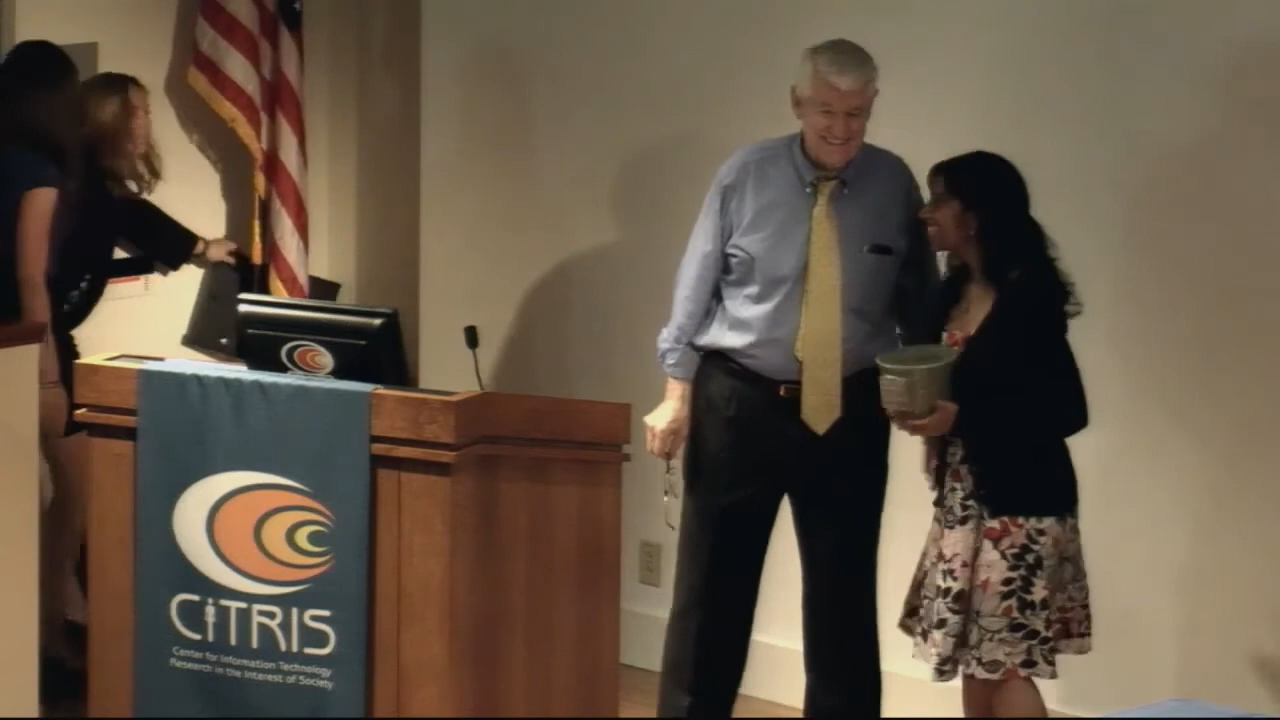 CiTRIS
Center for Information Technology
Research in the Interest of Society